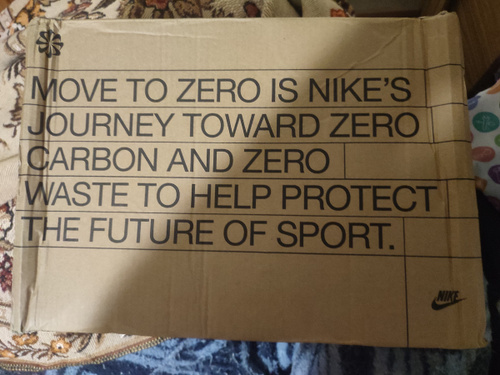 MOVE TO ZERO IS NIKE'S
JOURNEY TOWARD ZERO
CARBON AND ZERO
WASTE TO HELP PROTECT
THE FUTURE OF SPORT.
NIKE